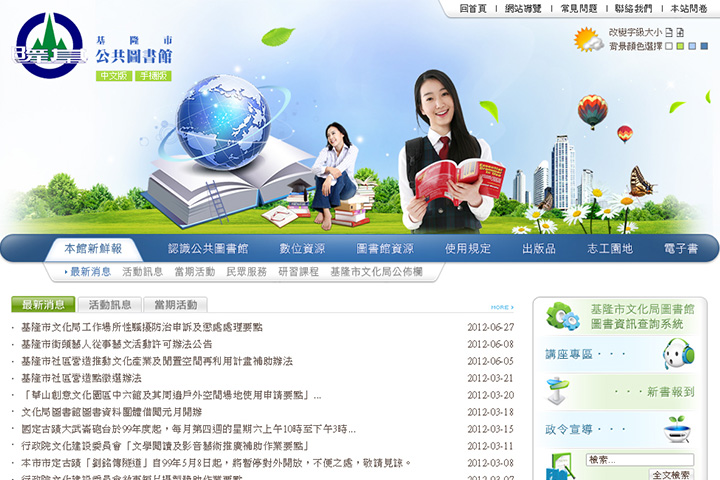 回首頁 | 網站導覽 | 常見問題 | 聯絡我們 | 本站問卷
改變字級大小
背景顏色選擇
基隆市
公共圖書館
中文版 手機版
本館新鮮報 認識公共圖書館 數位資源 圖書館資源 使用規定 出版品 志工園地 電子書
最新消息 活動訊息 當期活動 民眾服務 研習課程 基隆市文化局公佈欄
最新消息 活動訊息 當期活動 MORE
基隆市文化局工作場所性騷擾防治申訴及懲處處理要點 2012-06-27
基隆市街頭藝人從事藝文活動許可辦法公告 2012-06-08
基隆市社區營造推動文化產業及閒置空間再利用計畫補助辦法 2012-06-05
基隆市社區營造點徵選辦法 2012-03-21
「華山創意文化園區中六館及其周邊戶外空間場地使用申請要點」... 2012-03-20
文化局圖書館圖書資料團體借閱元月開辦 2012-03-18
國定古蹟大武崙砲台於99年度起，每月第四週的星期六上午10時至下午3時... 2012-03-15
行政院文化建設委員會「文學閱讀及影音藝術推廣補助作業要點」 2012-03-11
本市市定古蹟「劉銘傳隧道」自99年5月8日起，將暫停對外開放，不便之處，敬請見諒。 2012-03-08
2012-03-07
基隆市文化局圖書館
圖書資訊查詢系統
講座專區・・・
・・・新書報到
政令宣導・・・
檢索...
全文檢索